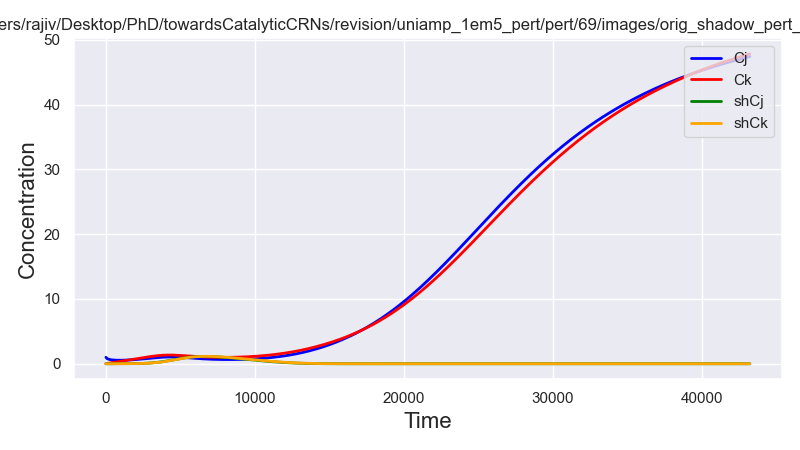 ers/rajiv/Desktop/PhD/towardsCatalyticCRNs/revision/uniamp_1em5_pert/pert/69/images/orig_shadow_pert_
50
40
30
20
10
0
Concentration
Cj
Ck
shCj
shCk
0
10000
20000
30000
40000
Time